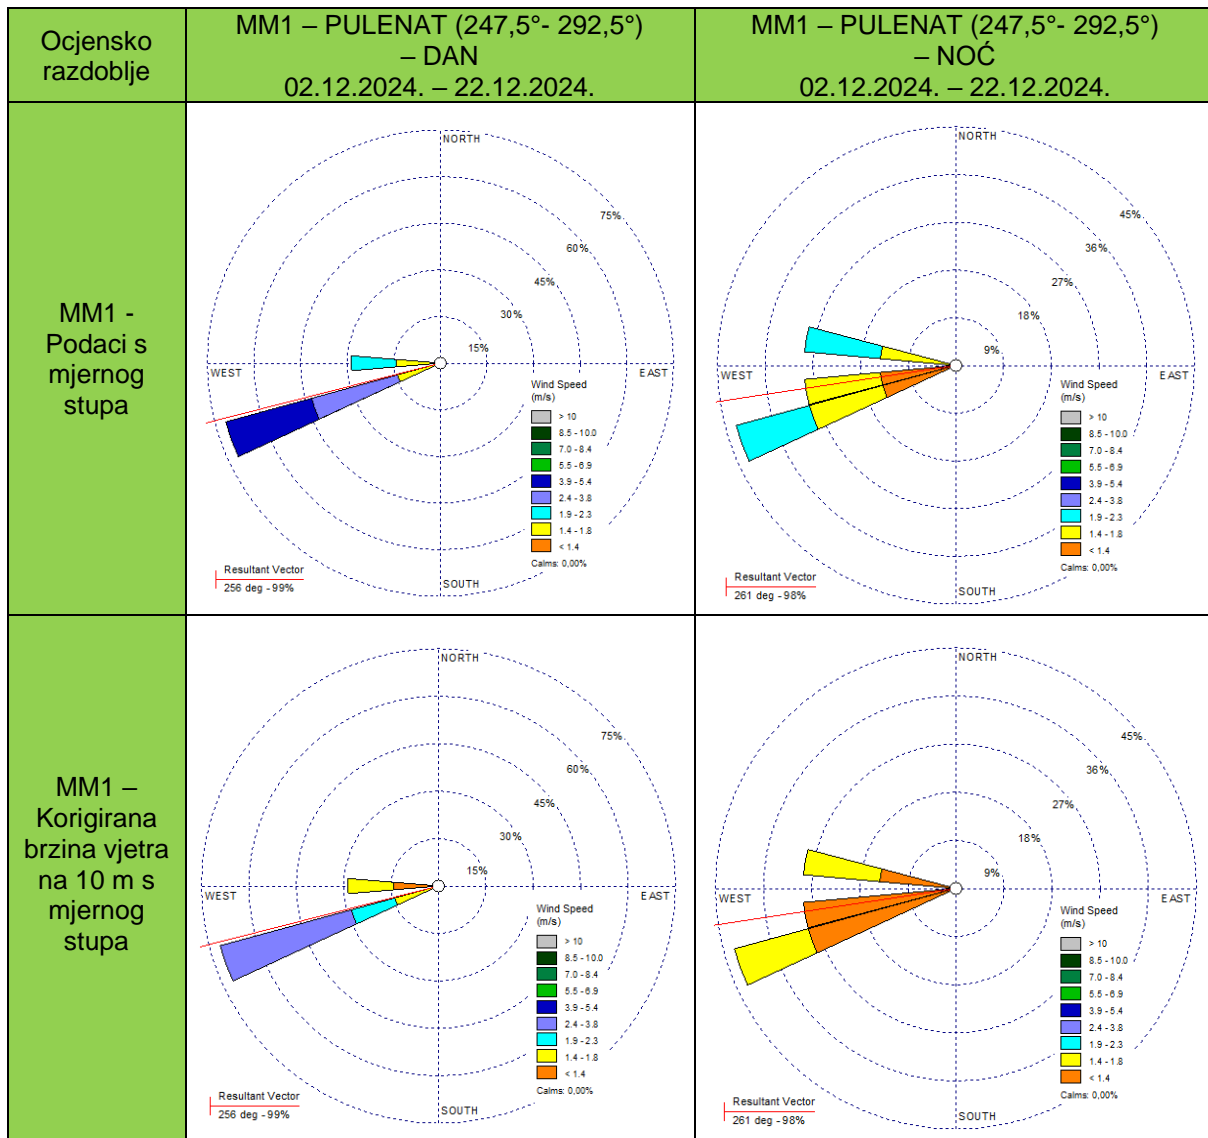 Ocjensko
razdoblje
MM1 – PULENAT (247,5°- 292,5°)
– DAN
02.12.2024. – 22.12.2024.
MM1 – PULENAT (247,5°- 292,5°)
– NOĆ
02.12.2024. – 22.12.2024.
MM1 -
Podaci s
mjernog
stupa
NORTH
75%
60%
45%
30%
15%
WEST
EAST
SOUTH
Wind Speed
(m/s)
> 10
8.5 - 10.0
7.0 - 8.4
5.5 - 6.9
3.9 - 5.4
2.4 - 3.8
1.9 - 2.3
1.4 - 1.8
< 1.4
Calms: 0,00%
Resultant Vector
256 deg - 99%
NORTH
45%
36%
27%
18%
9%
WEST
EAST
SOUTH
Wind Speed
(m/s)
> 10
8.5 - 10.0
7.0 - 8.4
5.5 - 6.9
3.9 - 5.4
2.4 - 3.8
1.9 - 2.3
1.4 - 1.8
< 1.4
Calms: 0,00%
Resultant Vector
261 deg - 98%
MM1 –
Korigirana
brzina vjetra
na 10 m s
mjernog
stupa
NORTH
75%
60%
45%
30%
15%
WEST
EAST
SOUTH
Wind Speed
(m/s)
> 10
8.5 - 10.0
7.0 - 8.4
5.5 - 6.9
3.9 - 5.4
2.4 - 3.8
1.9 - 2.3
1.4 - 1.8
< 1.4
Calms: 0,00%
Resultant Vector
256 deg - 99%
NORTH
45%
36%
27%
18%
9%
WEST
EAST
SOUTH
Wind Speed
(m/s)
> 10
8.5 - 10.0
7.0 - 8.4
5.5 - 6.9
3.9 - 5.4
2.4 - 3.8
1.9 - 2.3
1.4 - 1.8
< 1.4
Calms: 0,00%
Resultant Vector
261 deg - 98%